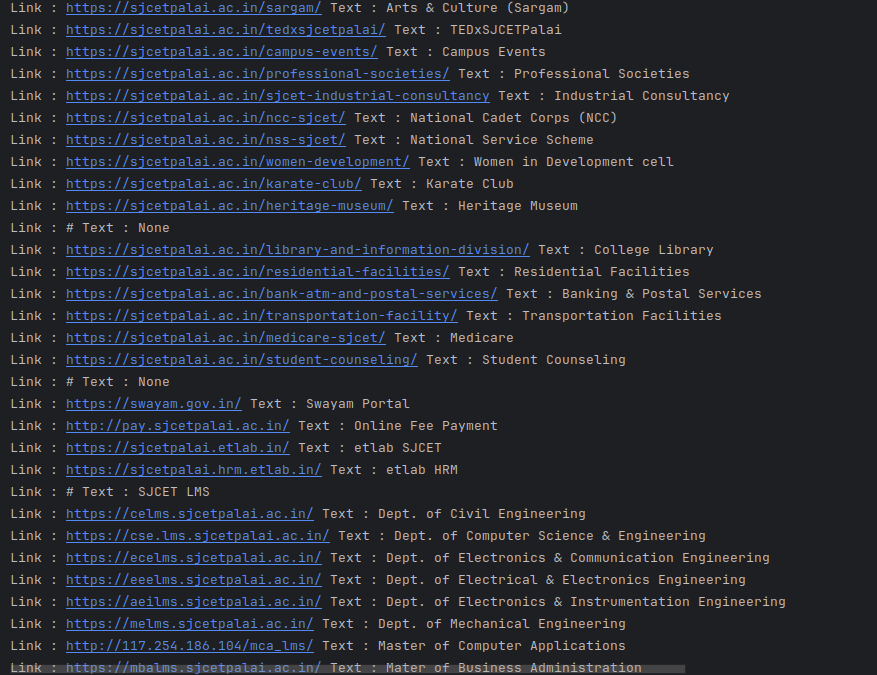 Link : https://sjcetpalai.ac.in/sargam/ Text : Arts & Culture (Sargam)
Link : https://sjcetpalai.ac.in/tedxsjcetpalai/ Text : TEDxSJCETPalai
Link : https://sjcetpalai.ac.in/campus-events/ Text : Campus Events
Link : https://sjcetpalai.ac.in/professional-societies/ Text : Professional Societies
Link : https://sjcetpalai.ac.in/sjcet-industrial-consultancy Text : Industrial Consultancy
Link : https://sjcetpalai.ac.in/ncc-sjcet/ Text : National Cadet Corps (NCC)
Link : https://sjcetpalai.ac.in/nss-sjcet/ Text : National Service Scheme
Link : https://sjcetpalai.ac.in/women-development/ Text : Women in Development cell
Link : https://sjcetpalai.ac.in/karate-club/ Text : Karate Club
Link : https://sjcetpalai.ac.in/heritage-museum/ Text : Heritage Museum
Link : # Text : None
Link : https://sjcetpalai.ac.in/library-and-information-division/ Text : College Library
Link : https://sjcetpalai.ac.in/residential-facilities/ Text : Residential Facilities
Link : https://sjcetpalai.ac.in/bank-atm-and-postal-services/ Text : Banking & Postal Services
Link : https://sjcetpalai.ac.in/transportation-facility/ Text : Transportation Facilities
Link : https://sjcetpalai.ac.in/medicare-sjcet/ Text : Medicare
Link : https://sjcetpalai.ac.in/student-counseling/ Text : Student Counseling
Link : # Text : None
Link : https://swayam.gov.in/ Text : Swayam Portal
Link : http://pay.sjcetpalai.ac.in/ Text : Online Fee Payment
Link : https://sjcetpalai.etlab.in/ Text : etlab SJCET
Link : https://sjcetpalai.hrm.etlab.in/ Text : etlab HRM
Link : # Text : SJCET LMS
Link : https://celms.sjcetpalai.ac.in/ Text : Dept. of Civil Engineering
Link : https://cse.lms.sjcetpalai.ac.in/ Text : Dept. of Computer Science & Engineering
Link : https://ecelms.sjcetpalai.ac.in/ Text : Dept. of Electronics & Communication Engineering
Link : https://eeelms.sjcetpalai.ac.in/ Text : Dept. of Electrical & Electronics Engineering
Link : https://aeilms.sjcetpalai.ac.in/ Text : Dept. of Electronics & Instrumentation Engineering
Link : https://melms.sjcetpalai.ac.in/ Text : Dept. of Mechanical Engineering
Link : http://117.254.186.104/mca_lms/ Text : Master of Computer Applications
Link : https://mbalms.sjcetpalai.ac.in/ Text : Mater of Business Adiministration